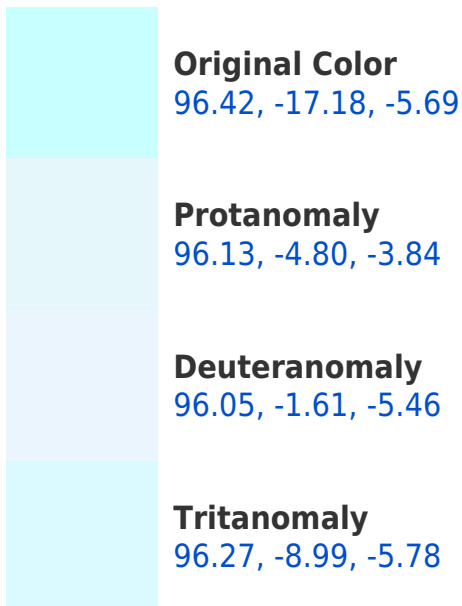 Original Color
96.42, -17.18, -5.69
Protanomaly
96.13, -4.80, -3.84
Deuteranomaly
96.05, -1.61, -5.46
Tritanomaly
96.27, -8.99, -5.78